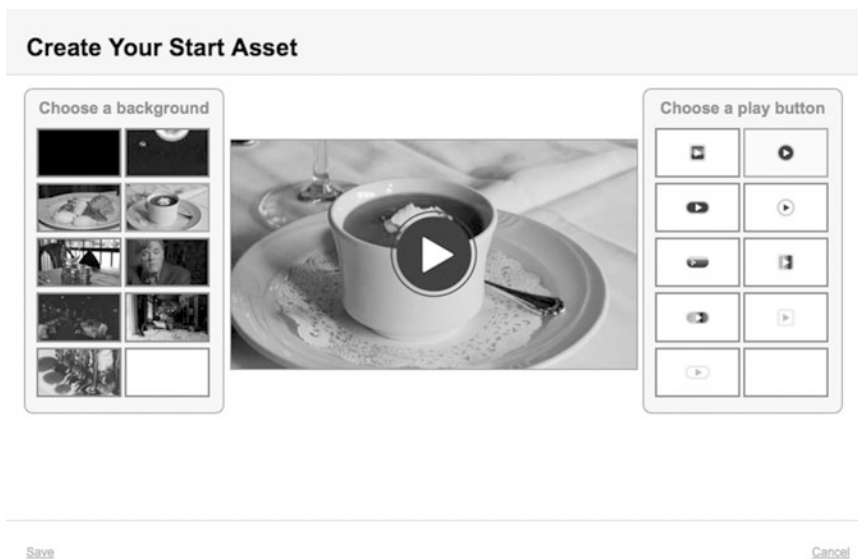 Create Your Start Asset
Choose a background
Choose a play button
Save
Cancel